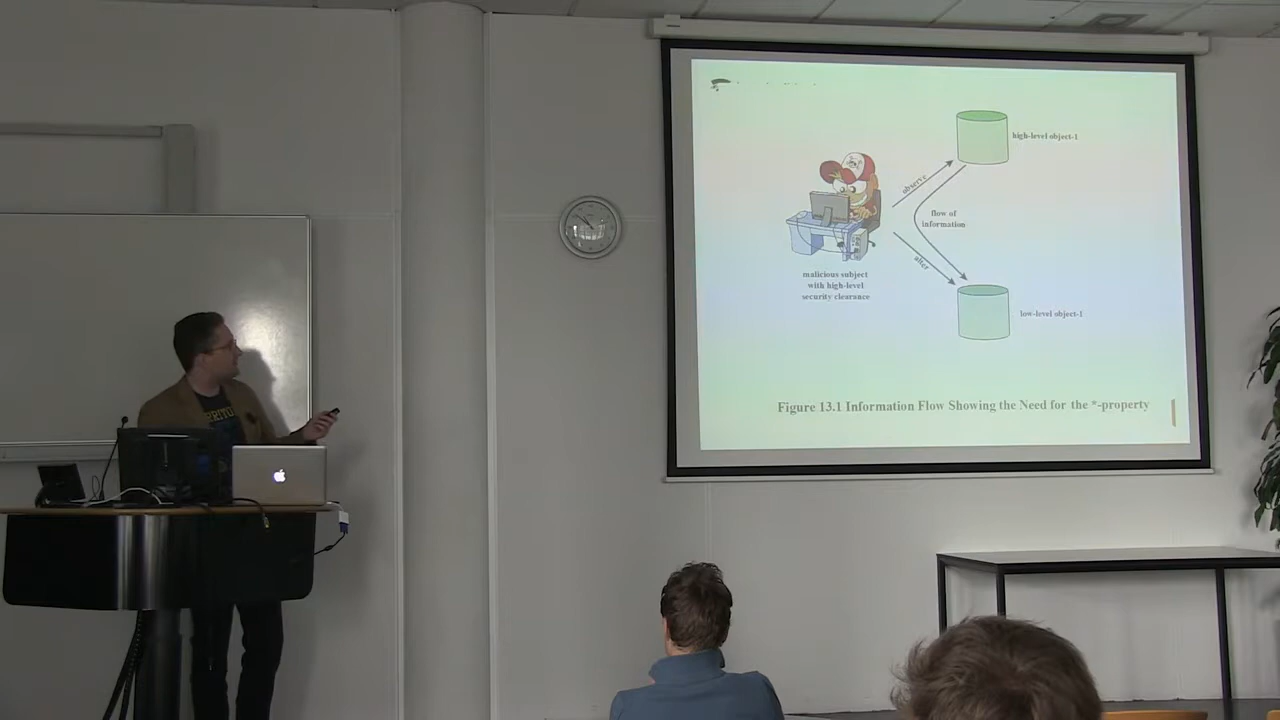 high-level object-1
observe
flow of
information
alter
malicious subject
with high-level
security clearance
low-level object-1
Figure 13.1 Information Flow Showing the Need for the *-property